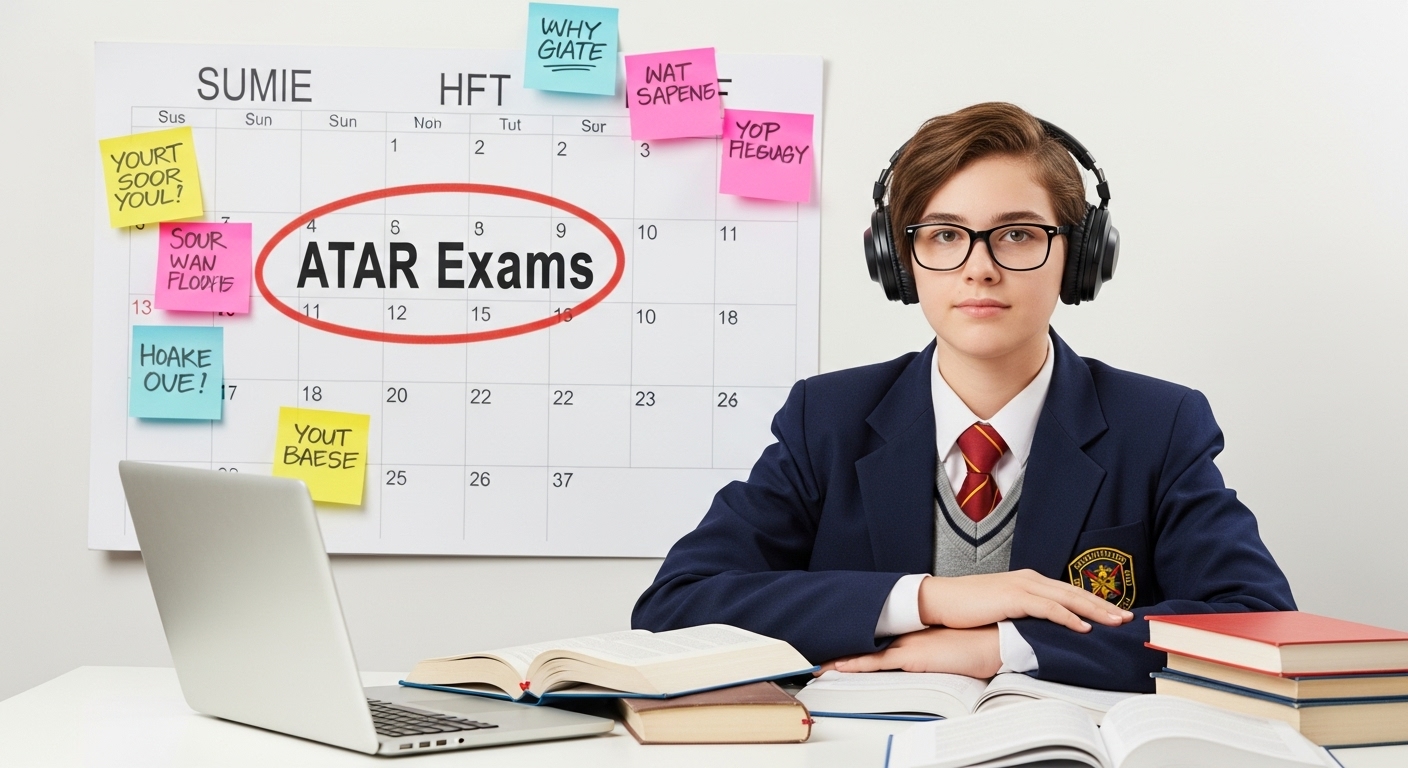 WHY
GIATE
SUMIE HFT F
WAT
SAPENE
YOP
Sus Sun Sun Non Tut Sur
1 2 2 3
YOURT
SOOR
YOUL?
7 4 6 8 9 10 11
SOUR
WAN
ATAR Exams
13 11 12 15 13 10 18
HOAKE
OUE!
17 18 20 22 22 23 26
YOUT
BAESE
25 26 37